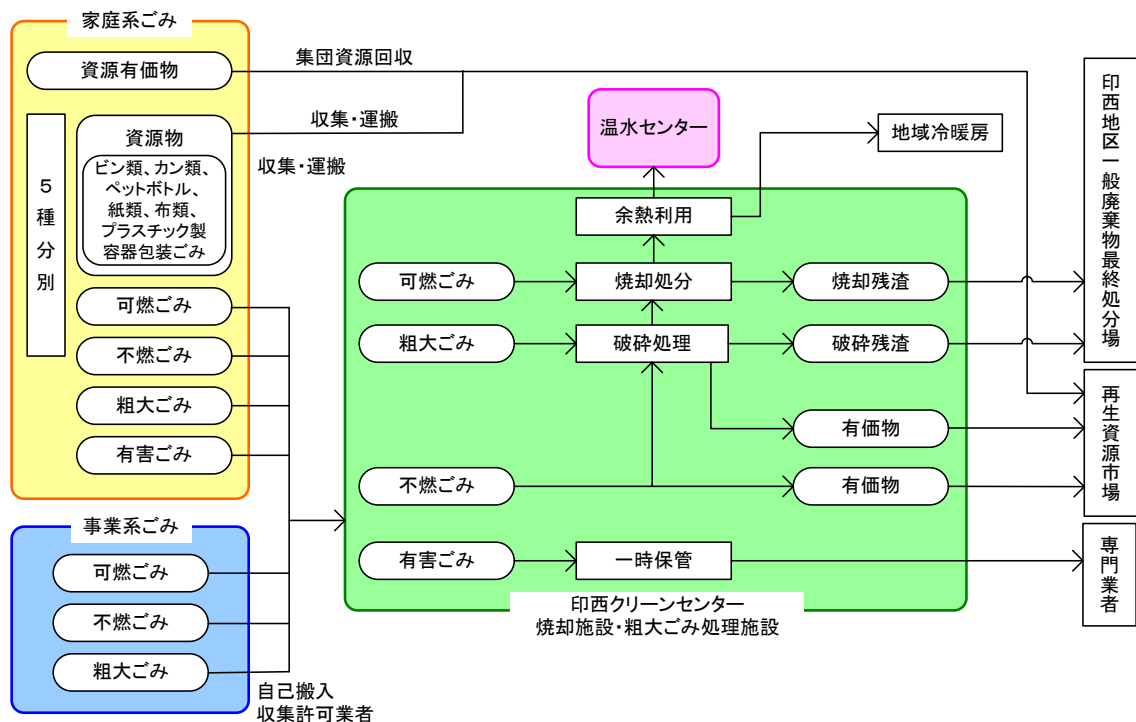 家庭系ごみ
資源有価物
集団資源回収
5種分別
資源物
ビン類、カン類、
ペットボトル、
紙類、布類、
プラスチック製
容器包装ごみ
収集・運搬
収集・運搬
可燃ごみ
不燃ごみ
粗大ごみ
有害ごみ
事業系ごみ
可燃ごみ
不燃ごみ
粗大ごみ
自己搬入
収集許可業者
温水センター
地域冷暖房
余熱利用
可燃ごみ
焼却処分
焼却残渣
粗大ごみ
破砕処理
破砕残渣
有価物
不燃ごみ
有価物
有害ごみ
一時保管
印西クリーンセンター
焼却施設・粗大ごみ処理施設
印西地区一般廃棄物最終処分場
再生資源市場
専門業者